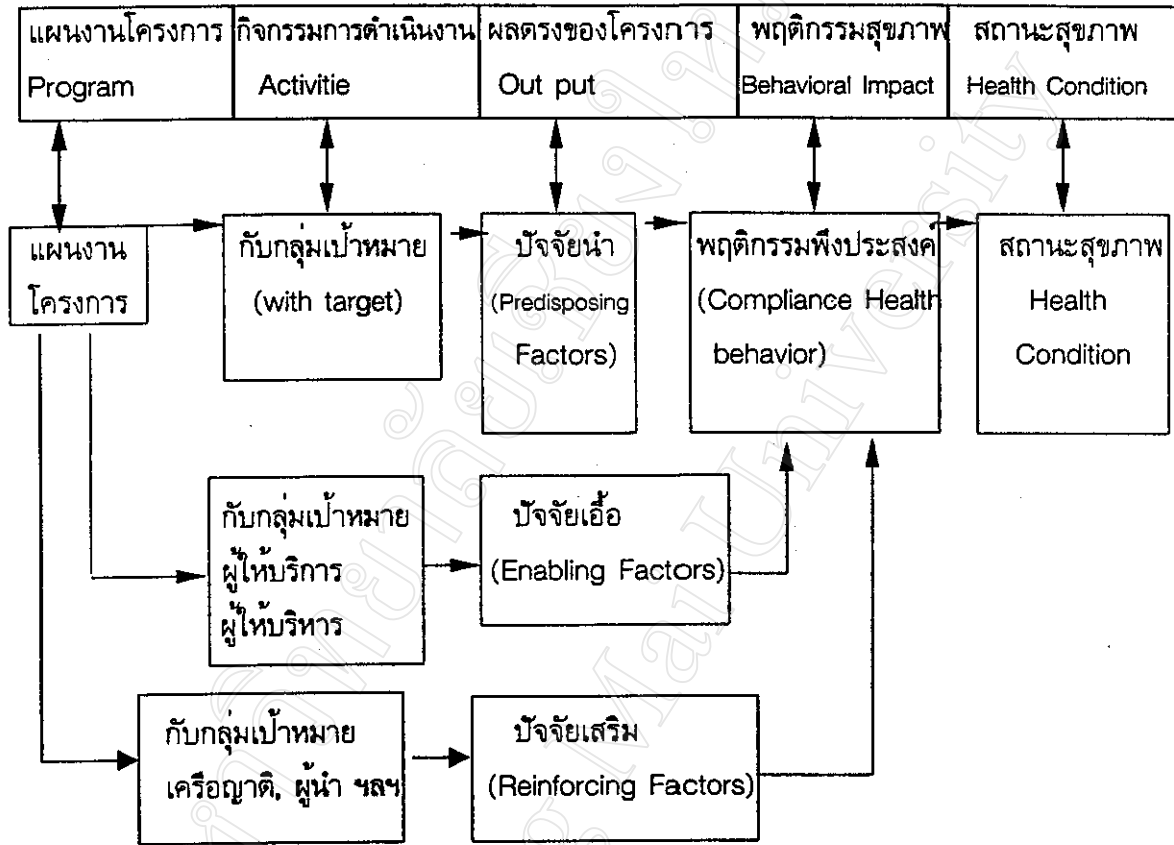 แผนงานโครงการ
Program
กิจกรรมการดำเนินงาน
Activitie
ผลตรงของโครงการ
Out put
พฤติกรรมสุขภาพ
Behavioral Impact
สถานะสุขภาพ
Health Condition
แผนงาน
โครงการ
กับกลุ่มเป้าหมาย
(with target)
ปัจจัยนำ
(Predisposing
Factors)
พฤติกรรมพึงประสงค์
(Compliance Health
behavior)
สถานะสุขภาพ
Health
Condition
กับกลุ่มเป้าหมาย
ผู้ให้บริการ
ผู้ให้บริหาร
ปัจจัยเอื้อ
(Enabling Factors)
กับกลุ่มเป้าหมาย
เครือญาติ, ผู้นำ ฯลฯ
ปัจจัยเสริม
(Reinforcing Factors)
Mai University